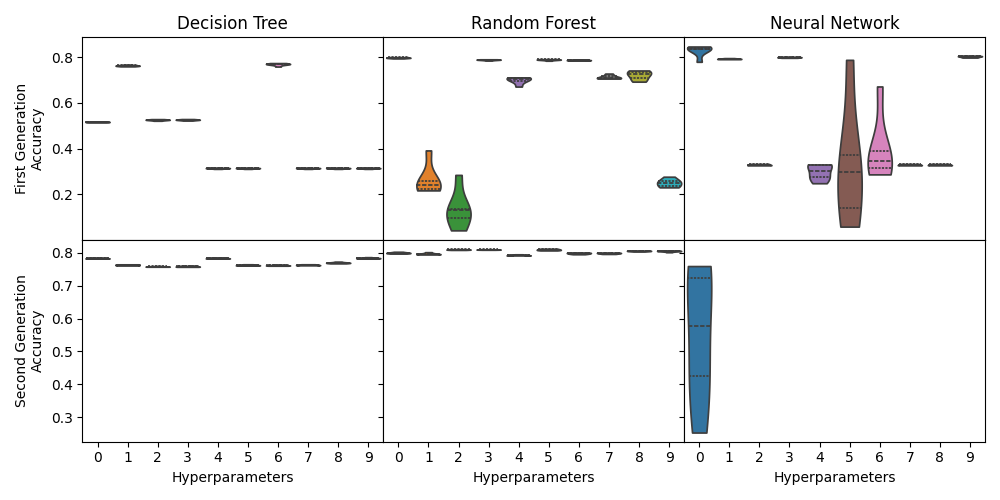 Decision Tree
Random Forest
Neural Network
First Generation
Accuracy
0.8
0.6
0.4
0.2
Second Generation
Accuracy
0.8
0.7
0.6
0.5
0.4
0.3
0 1 2 3 4 5 6 7 8 9
0 1 2 3 4 5 6 7 8 9
0 1 2 3 4 5 6 7 8 9
Hyperparameters
Hyperparameters
Hyperparameters